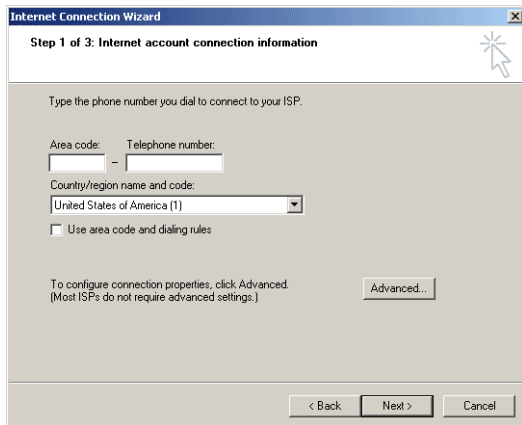 Internet Connection Wizard
Step 1 of 3: Internet account connection information
Type the phone number you dial to connect to your ISP.
Area code: Telephone number:
–
Country/region name and code:
United States of America (1)
Use area code and dialing rules
To configure connection properties, click Advanced.
(Most ISPs do not require advanced settings.)
Advanced...
< Back Next > Cancel